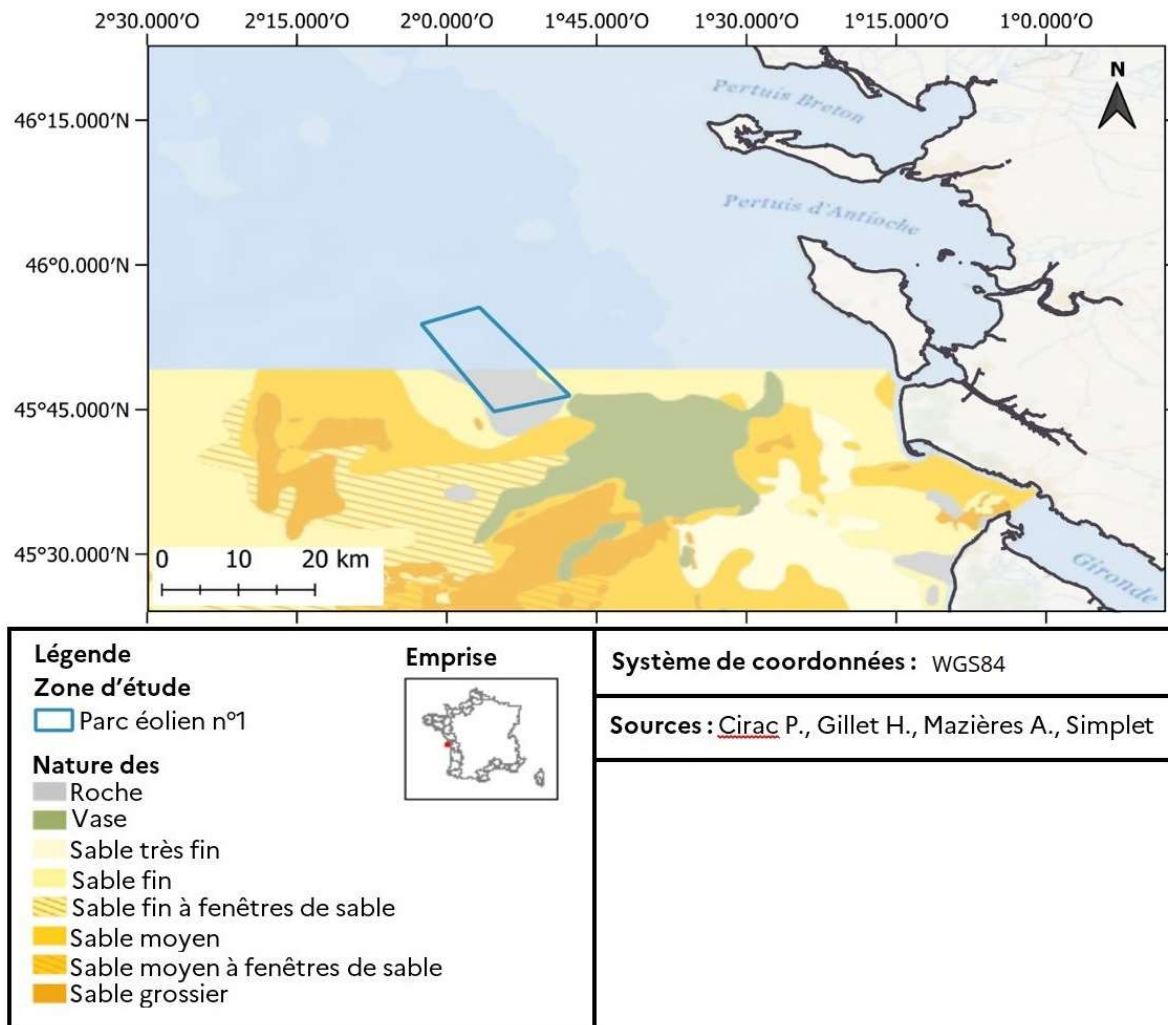 2°30.000′O 2°15.000′O 2°0.000′O 1°45.000′O 1°30.000′O 1°15.000′O 1°0.000′O
46°15.000′N
46°0.000′N
45°45.000′N
45°30.000′N
N
Pertuis Breton
Pertuis d'Antioche
Gironde
0 10 20 km
Légende
Zone d'étude
Parc éolien n°1
Nature des
Roche
Vase
Sable très fin
Sable fin
Sable fin à fenêtres de sable
Sable moyen
Sable moyen à fenêtres de sable
Sable grossier
Emprise
Système de coordonnées : WGS84
Sources : Cirac P., Gillet H., Mazières A., Simplet